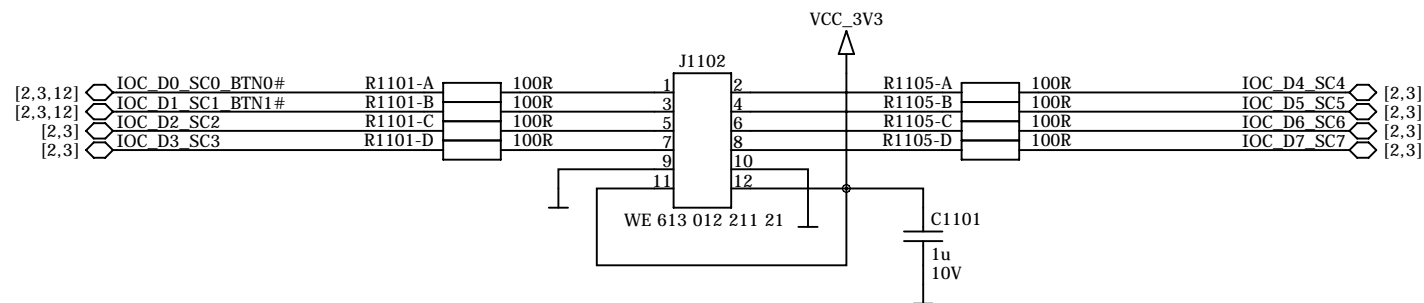 VCC_3V3
J1102
[2,3,12] IOC_D0_SC0_BTN0# R1101-A 100R 1 2 R1105-A 100R IOC_D4_SC4 [2,3]
[2,3,12] IOC_D1_SC1_BTN1# R1101-B 100R 3 4 R1105-B 100R IOC_D5_SC5 [2,3]
[2,3] IOC_D2_SC2 R1101-C 100R 5 6 R1105-C 100R IOC_D6_SC6 [2,3]
[2,3] IOC_D3_SC3 R1101-D 100R 7 8 R1105-D 100R IOC_D7_SC7 [2,3]
9 10
11 12
WE 613 012 211 21
C1101
1u
10V